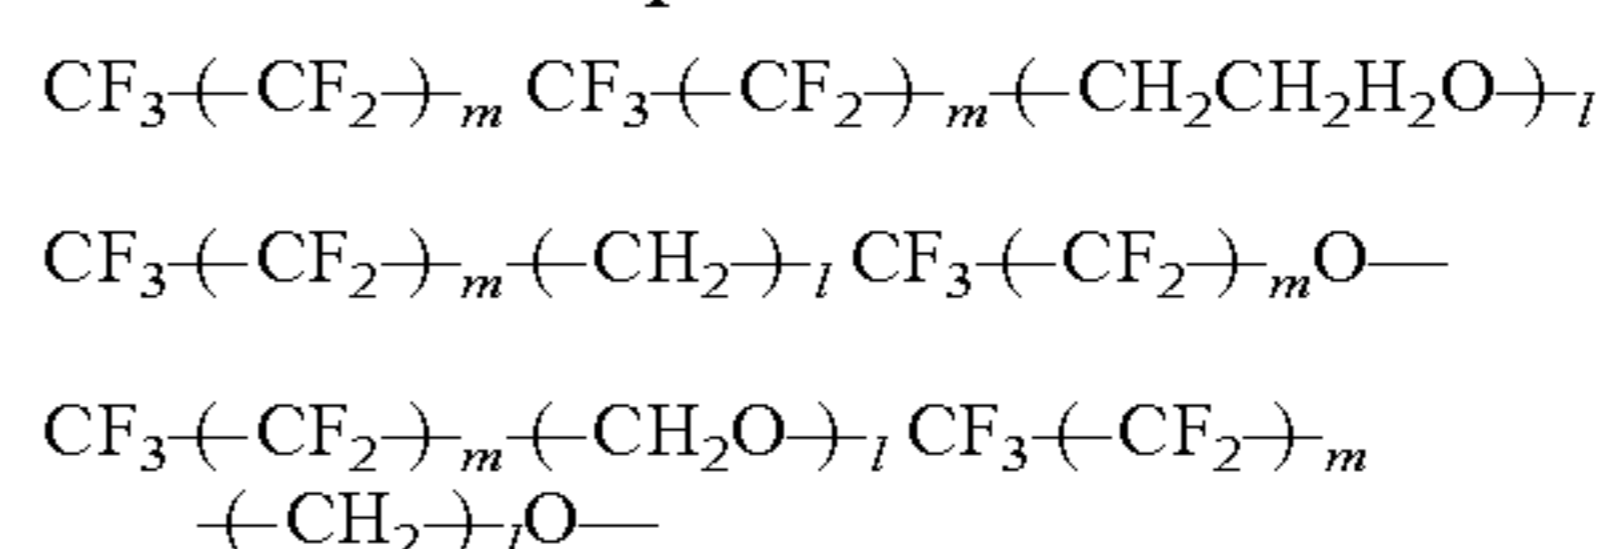 CF3-(-CF2-)-m CF3-(-CF2-)-m-(-CH2CH2H2O-)-l
CF3-(-CF2-)-m-(-CH2-)-l CF3-(-CF2-)-mO—
CF3-(-CF2-)-m-(-CH2O-)-l CF3-(-CF2-)-m
-(-CH2-)-lO—